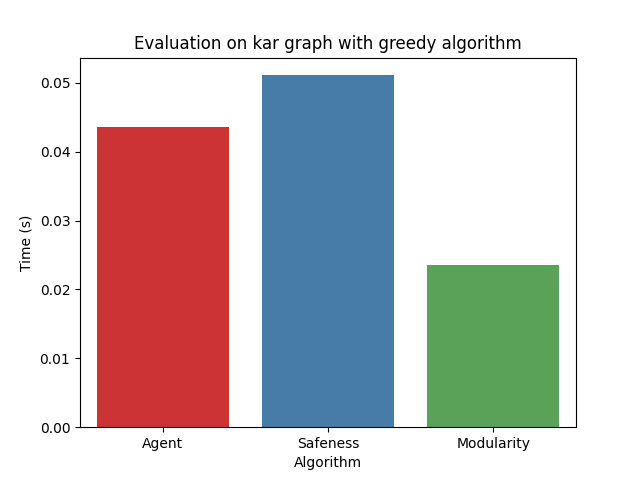 Evaluation on kar graph with greedy algorithm
0.05
0.04
0.03
0.02
0.01
0.00
Time (s)
Agent
Safeness
Modularity
Algorithm